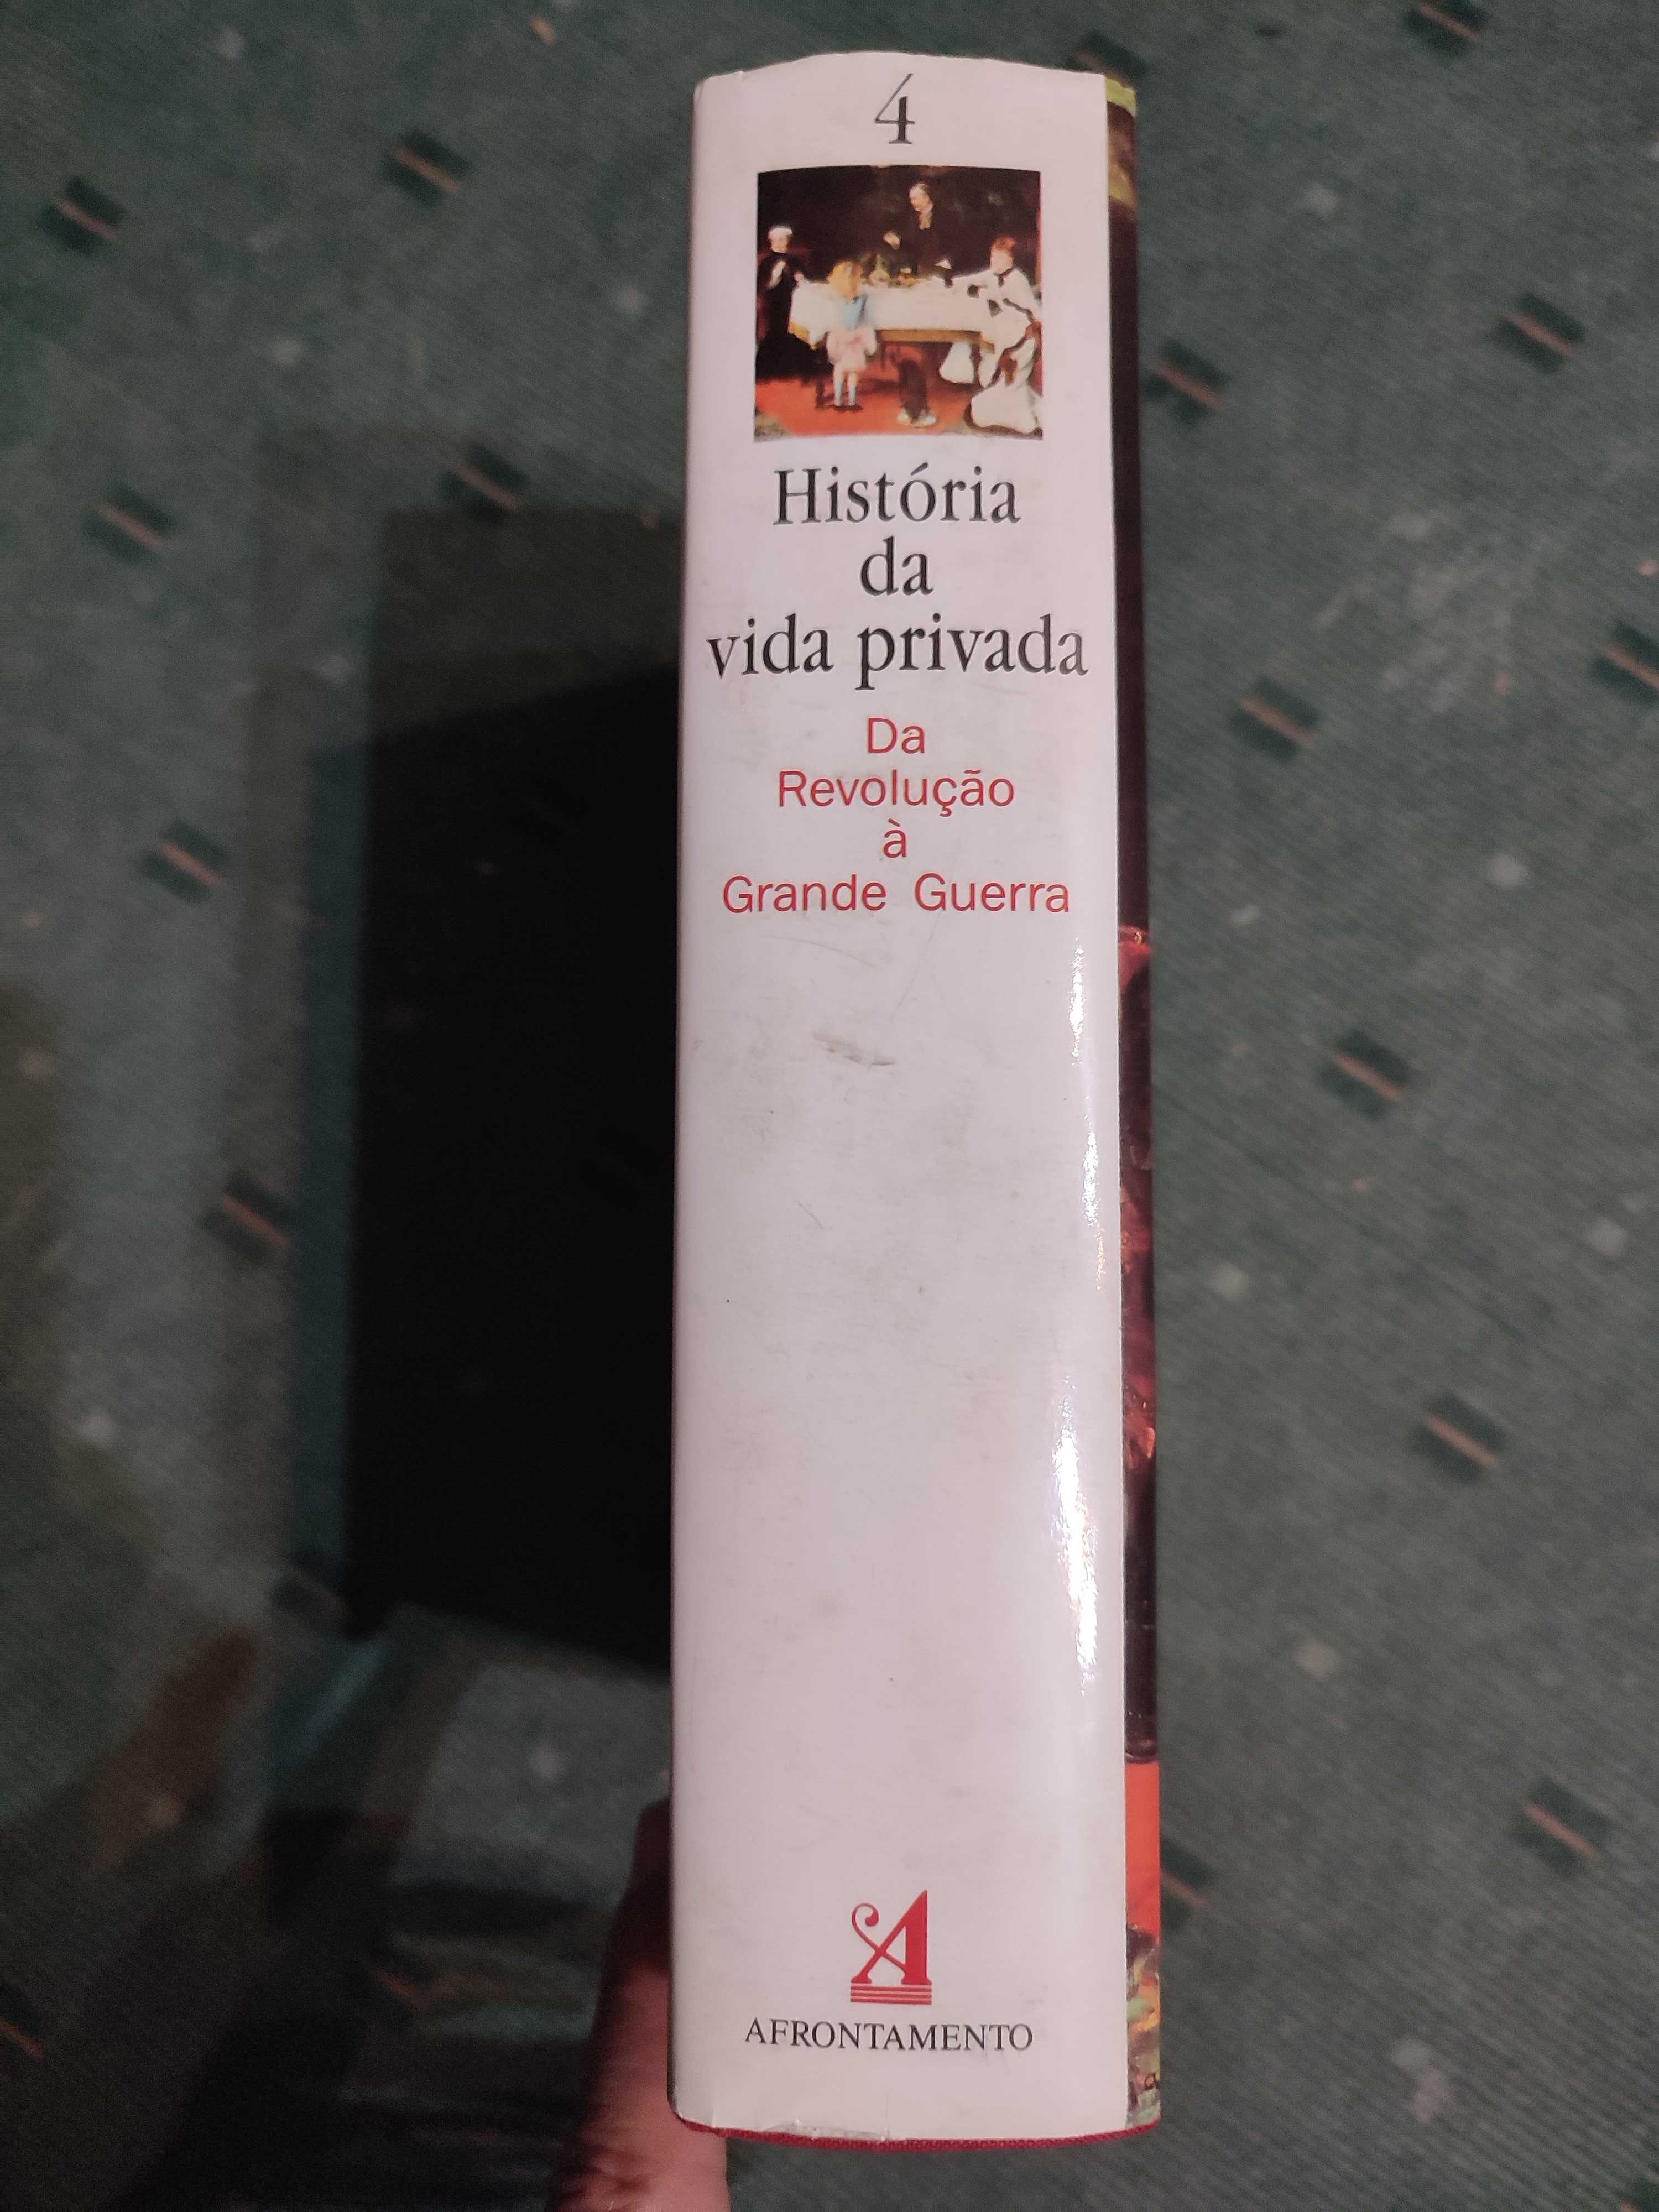 4
História
da
vida privada
Da
Revolução
à
Grande Guerra
A
AFRONTAMENTO